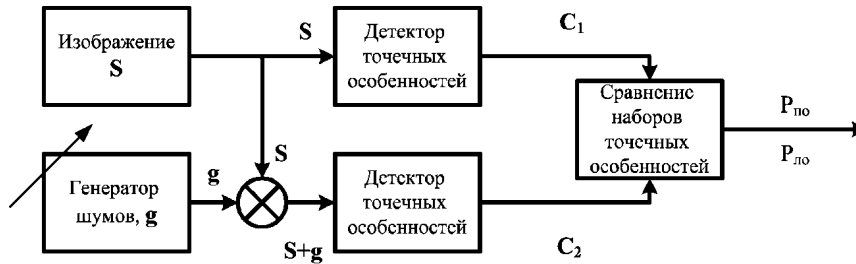 Изображение
S
S
Детектор
точечных
особенностей
C1
Сравнение
наборов
точечных
особенностей
Pпо
Pло
S
Генератор
шумов, g
g
S+g
Детектор
точечных
особенностей
C2